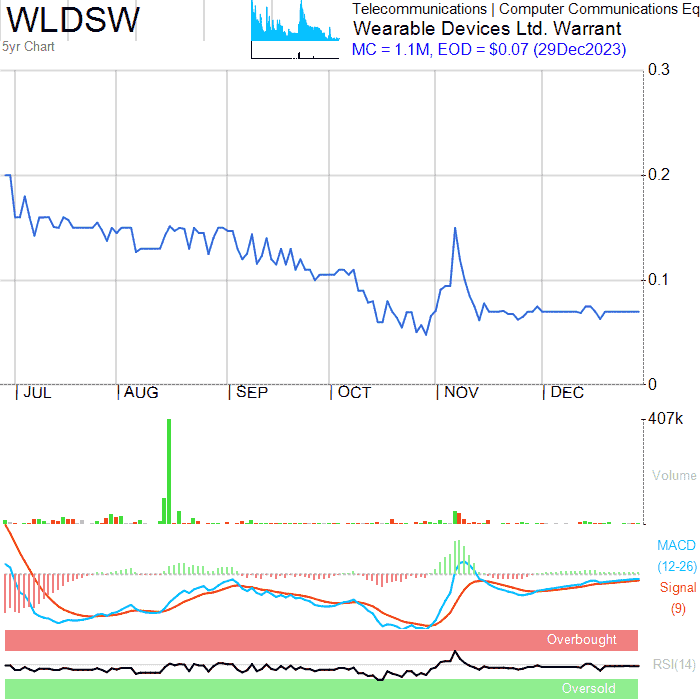 WLDSW
5yr Chart
Telecommunications | Computer Communications Eq
Wearable Devices Ltd. Warrant
MC = 1.1M, EOD = $0.07 (29Dec2023)
0.3
0.2
0.1
0
JUL AUG SEP OCT NOV DEC
407k
Volume
MACD
(12-26)
Signal
(9)
Overbought
RSI(14)
Oversold